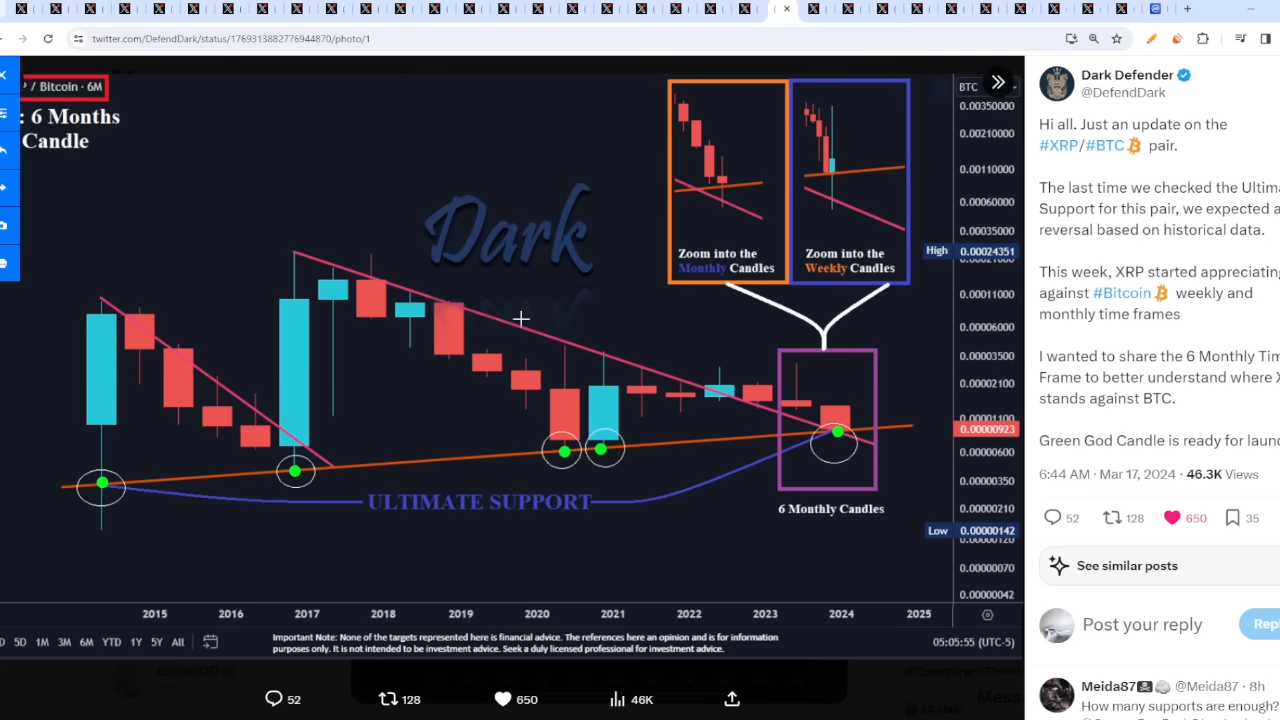 twitter.com/DefendDark/status/1769313882776944870/photo/1
/ Bitcoin · 6M
: 6 Months
Candle
Dark
Zoom into the
Monthly Candles
Zoom into the
Weekly Candles
BTC
0.00350000
0.00210000
0.00110000
0.00060000
0.00035000
High 0.00024351
0.00011000
0.00006000
0.00003500
0.00002100
0.00001100
0.00000923
0.00000600
0.00000350
0.00000210
Low 0.00000142
0.00000120
0.00000070
0.00000042
ULTIMATE SUPPORT
6 Monthly Candles
2015 2016 2017 2018 2019 2020 2021 2022 2023 2024 2025
5D 1M 3M 6M YTD 1Y 5Y All
Important Note: None of the targets represented here is financial advice. The references here an opinion and is for information
purposes only. It is not intended to be investment advice. Seek a duly licensed professional for investment advice.
05:05:55 (UTC-5)
52 128 650 46K
Dark Defender
@DefendDark
Hi all. Just an update on the
#XRP/#BTC pair.
The last time we checked the
Support for this pair, we expected a
reversal based on historical data.
This week, XRP started appreciating
against #Bitcoin weekly and
monthly time frames
I wanted to share the 6 Monthly
Frame to better understand where
stands against BTC.
Green God Candle is ready for
6:44 AM · Mar 17, 2024 · 46.3K Views
52 128 650 35
See similar posts
Post your reply
Meida87 @Meida87 · 8h
How many supports are enough?